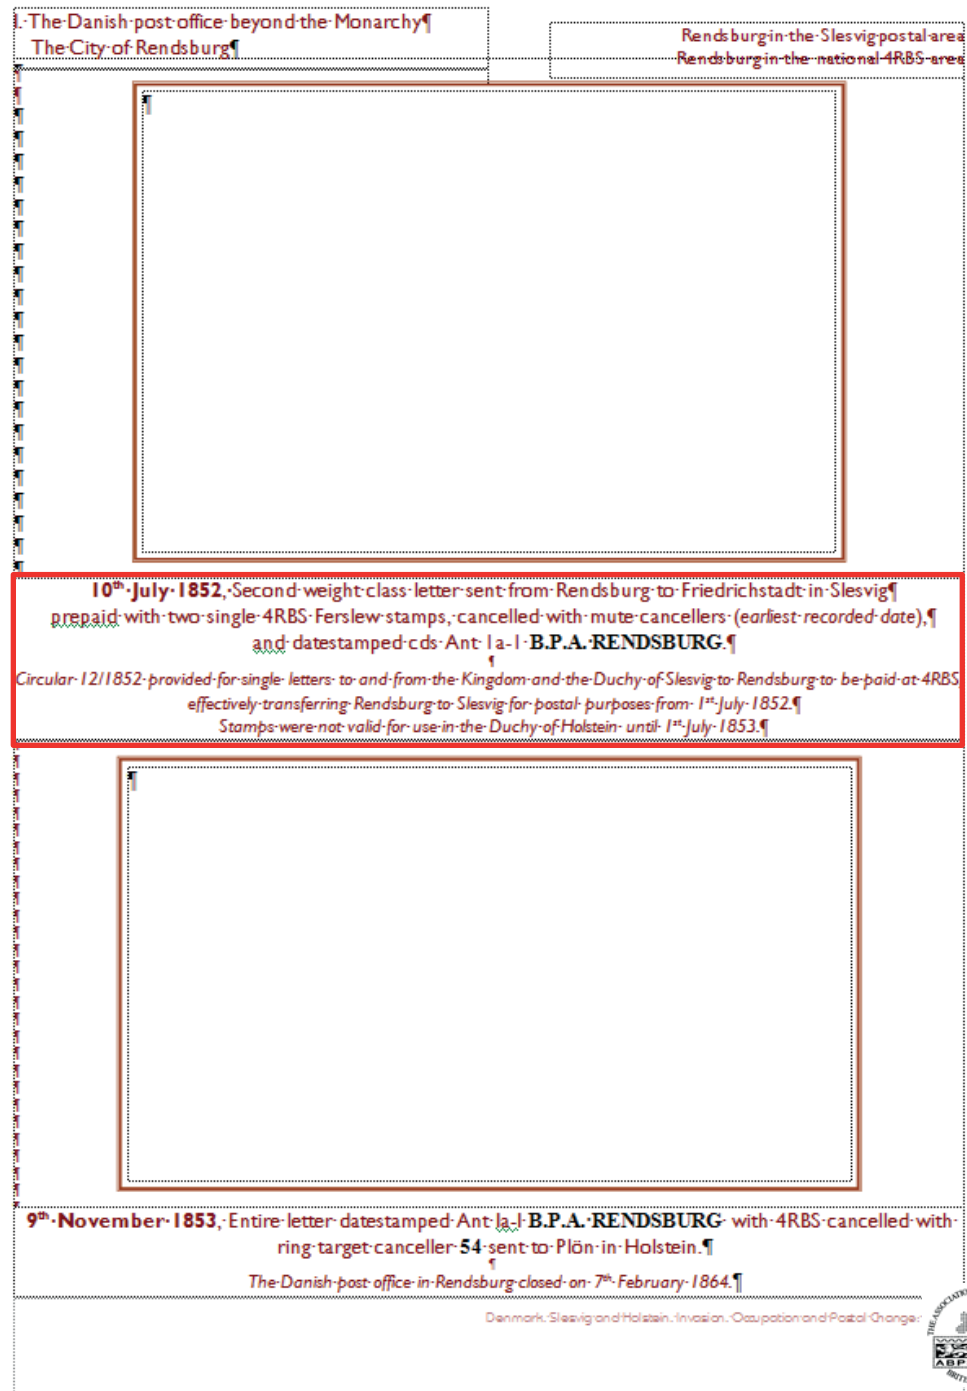 I. The Danish post office beyond the Monarchy¶
The City of Rendsburg¶
Rendsburg in the Slesvig postal area
Rendsburg in the national 4RBS area
10th July 1852, Second weight class letter sent from Rendsburg to Friedrichstadt in Slesvig¶
prepaid with two single 4RBS Ferslew stamps, cancelled with mute cancellers (earliest recorded date),¶
and datestamped cds Ant 1a-1 B.P.A. RENDSBURG.¶
Circular 12/1852 provided for single letters to and from the Kingdom and the Duchy of Slesvig to Rendsburg to be paid at 4RBS,
effectively transferring Rendsburg to Slesvig for postal purposes from 1st July 1852.¶
Stamps were not valid for use in the Duchy of Holstein until 1st July 1853.¶
9th November 1853, Entire letter datestamped Ant 1a-1 B.P.A. RENDSBURG with 4RBS cancelled with
ring target canceller 54 sent to Plön in Holstein.¶
The Danish post office in Rendsburg closed on 7th February 1864.¶
Denmark, Slesvig and Holstein, Invasion, Occupation and Postal Change.
THE ASSOCIATIO
ABP
BRIT